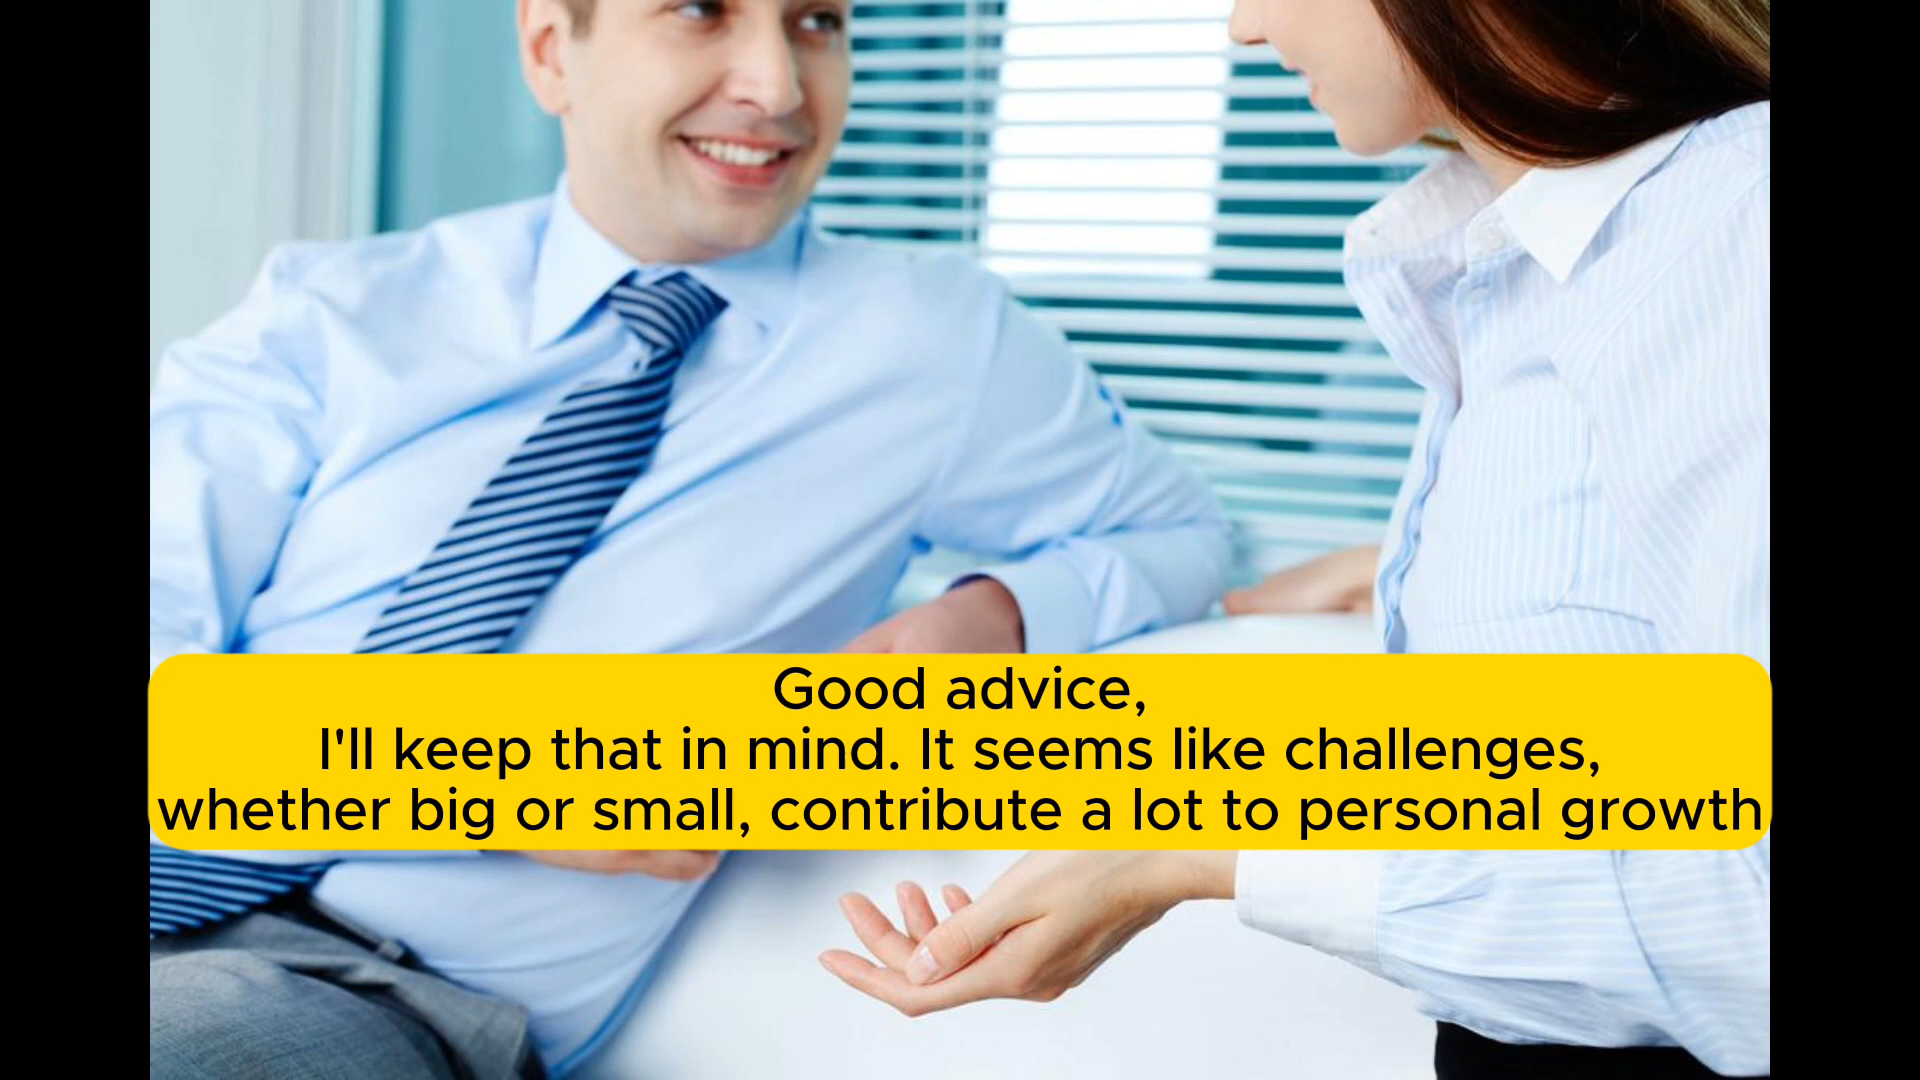 Good advice,
I'll keep that in mind. It seems like challenges,
whether big or small, contribute a lot to personal growth